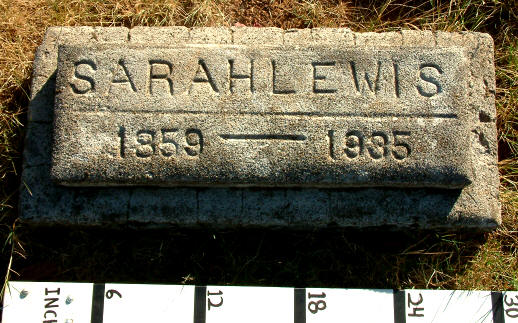 SARAH LEWIS
1859 — 1935
INCH 6 12 18 24 30